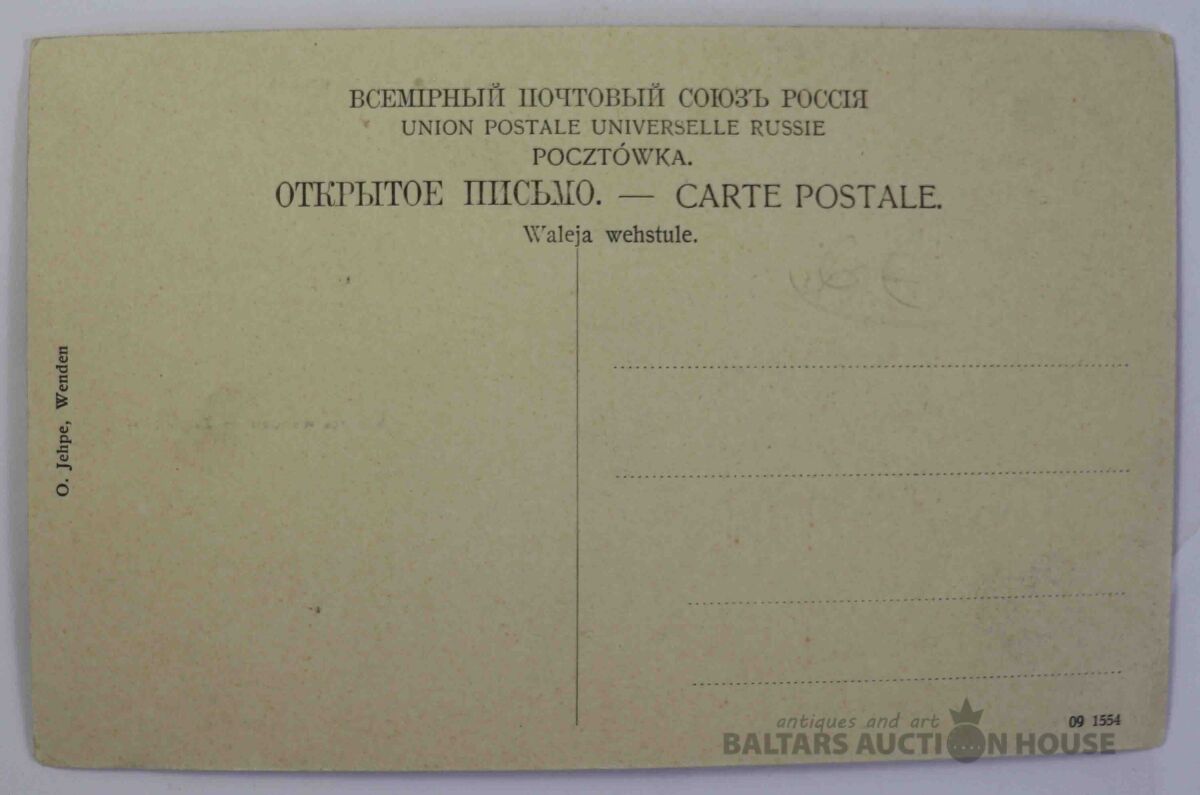 ВСЕМІРНЫЙ ПОЧТОВЫЙ СОЮЗЪ РОССІЯ
UNION POSTALE UNIVERSELLE RUSSIE
POCZTÓWKA.
ОТКРЫТОЕ ПИСЬМО. — CARTE POSTALE.
Waleja wehstule.
O. Jehpe, Wenden
09 1554
antiques and art
BALTARS AUCTION HOUSE